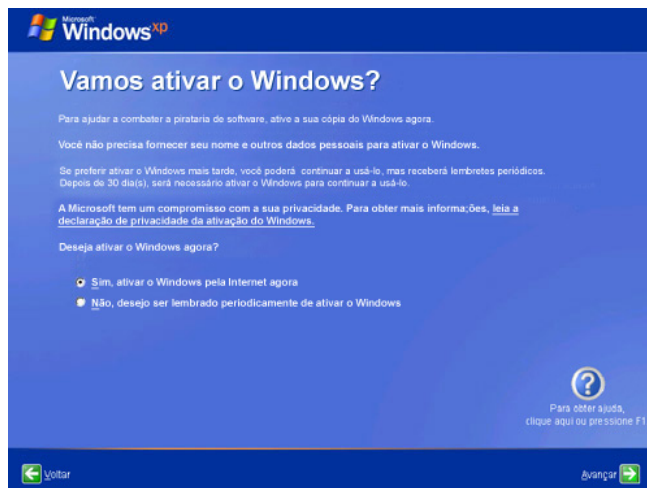 Microsoft
Windows xp
Vamos ativar o Windows?
Para ajudar a combater a pirataria de software, ative a sua cópia do Windows agora.
Você não precisa fornecer seu nome e outros dados pessoais para ativar o Windows.
Se preferir ativar o Windows mais tarde, você poderá continuar a usá-lo, mas receberá lembretes periódicos.
Depois de 30 dia(s), será necessário ativar o Windows para continuar a usá-lo.
A Microsoft tem um compromisso com a sua privacidade. Para obter mais informa;ões, leia a
declaração de privacidade da ativação do Windows.
Deseja ativar o Windows agora?
Sim, ativar o Windows pela Internet agora
Não, desejo ser lembrado periodicamente de ativar o Windows
Para obter ajuda,
clique aqui ou pressione F1
Voltar
Avançar